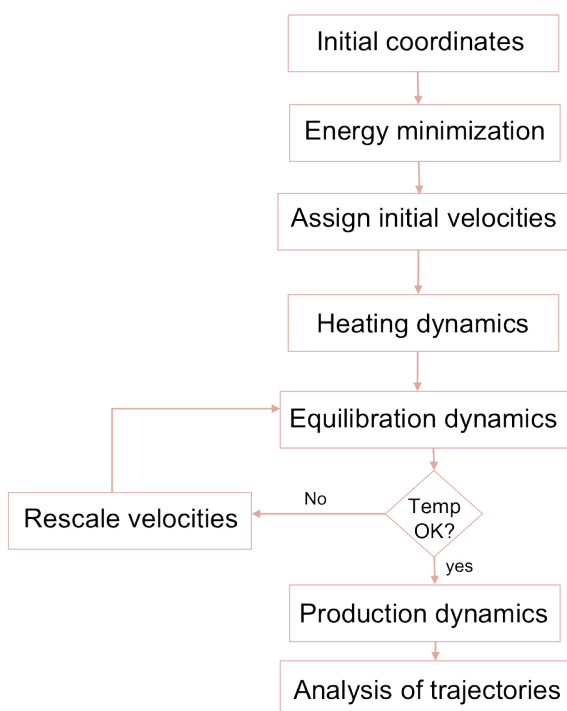 Initial coordinates
Energy minimization
Assign initial velocities
Heating dynamics
Equilibration dynamics
Temp
OK?
No
Rescale velocities
yes
Production dynamics
Analysis of trajectories